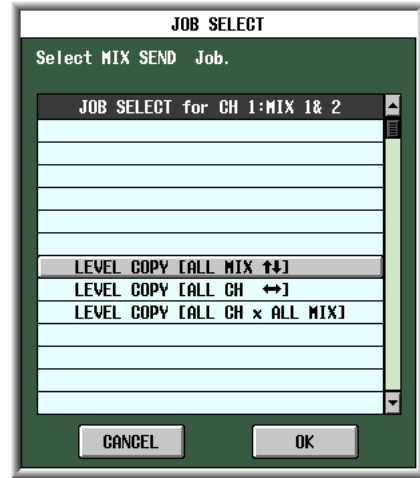 JOB SELECT
Select MIX SEND Job.
JOB SELECT for CH 1:MIX 1& 2
LEVEL COPY [ALL MIX ↑↓]
LEVEL COPY [ALL CH ↔]
LEVEL COPY [ALL CH x ALL MIX]
CANCEL OK